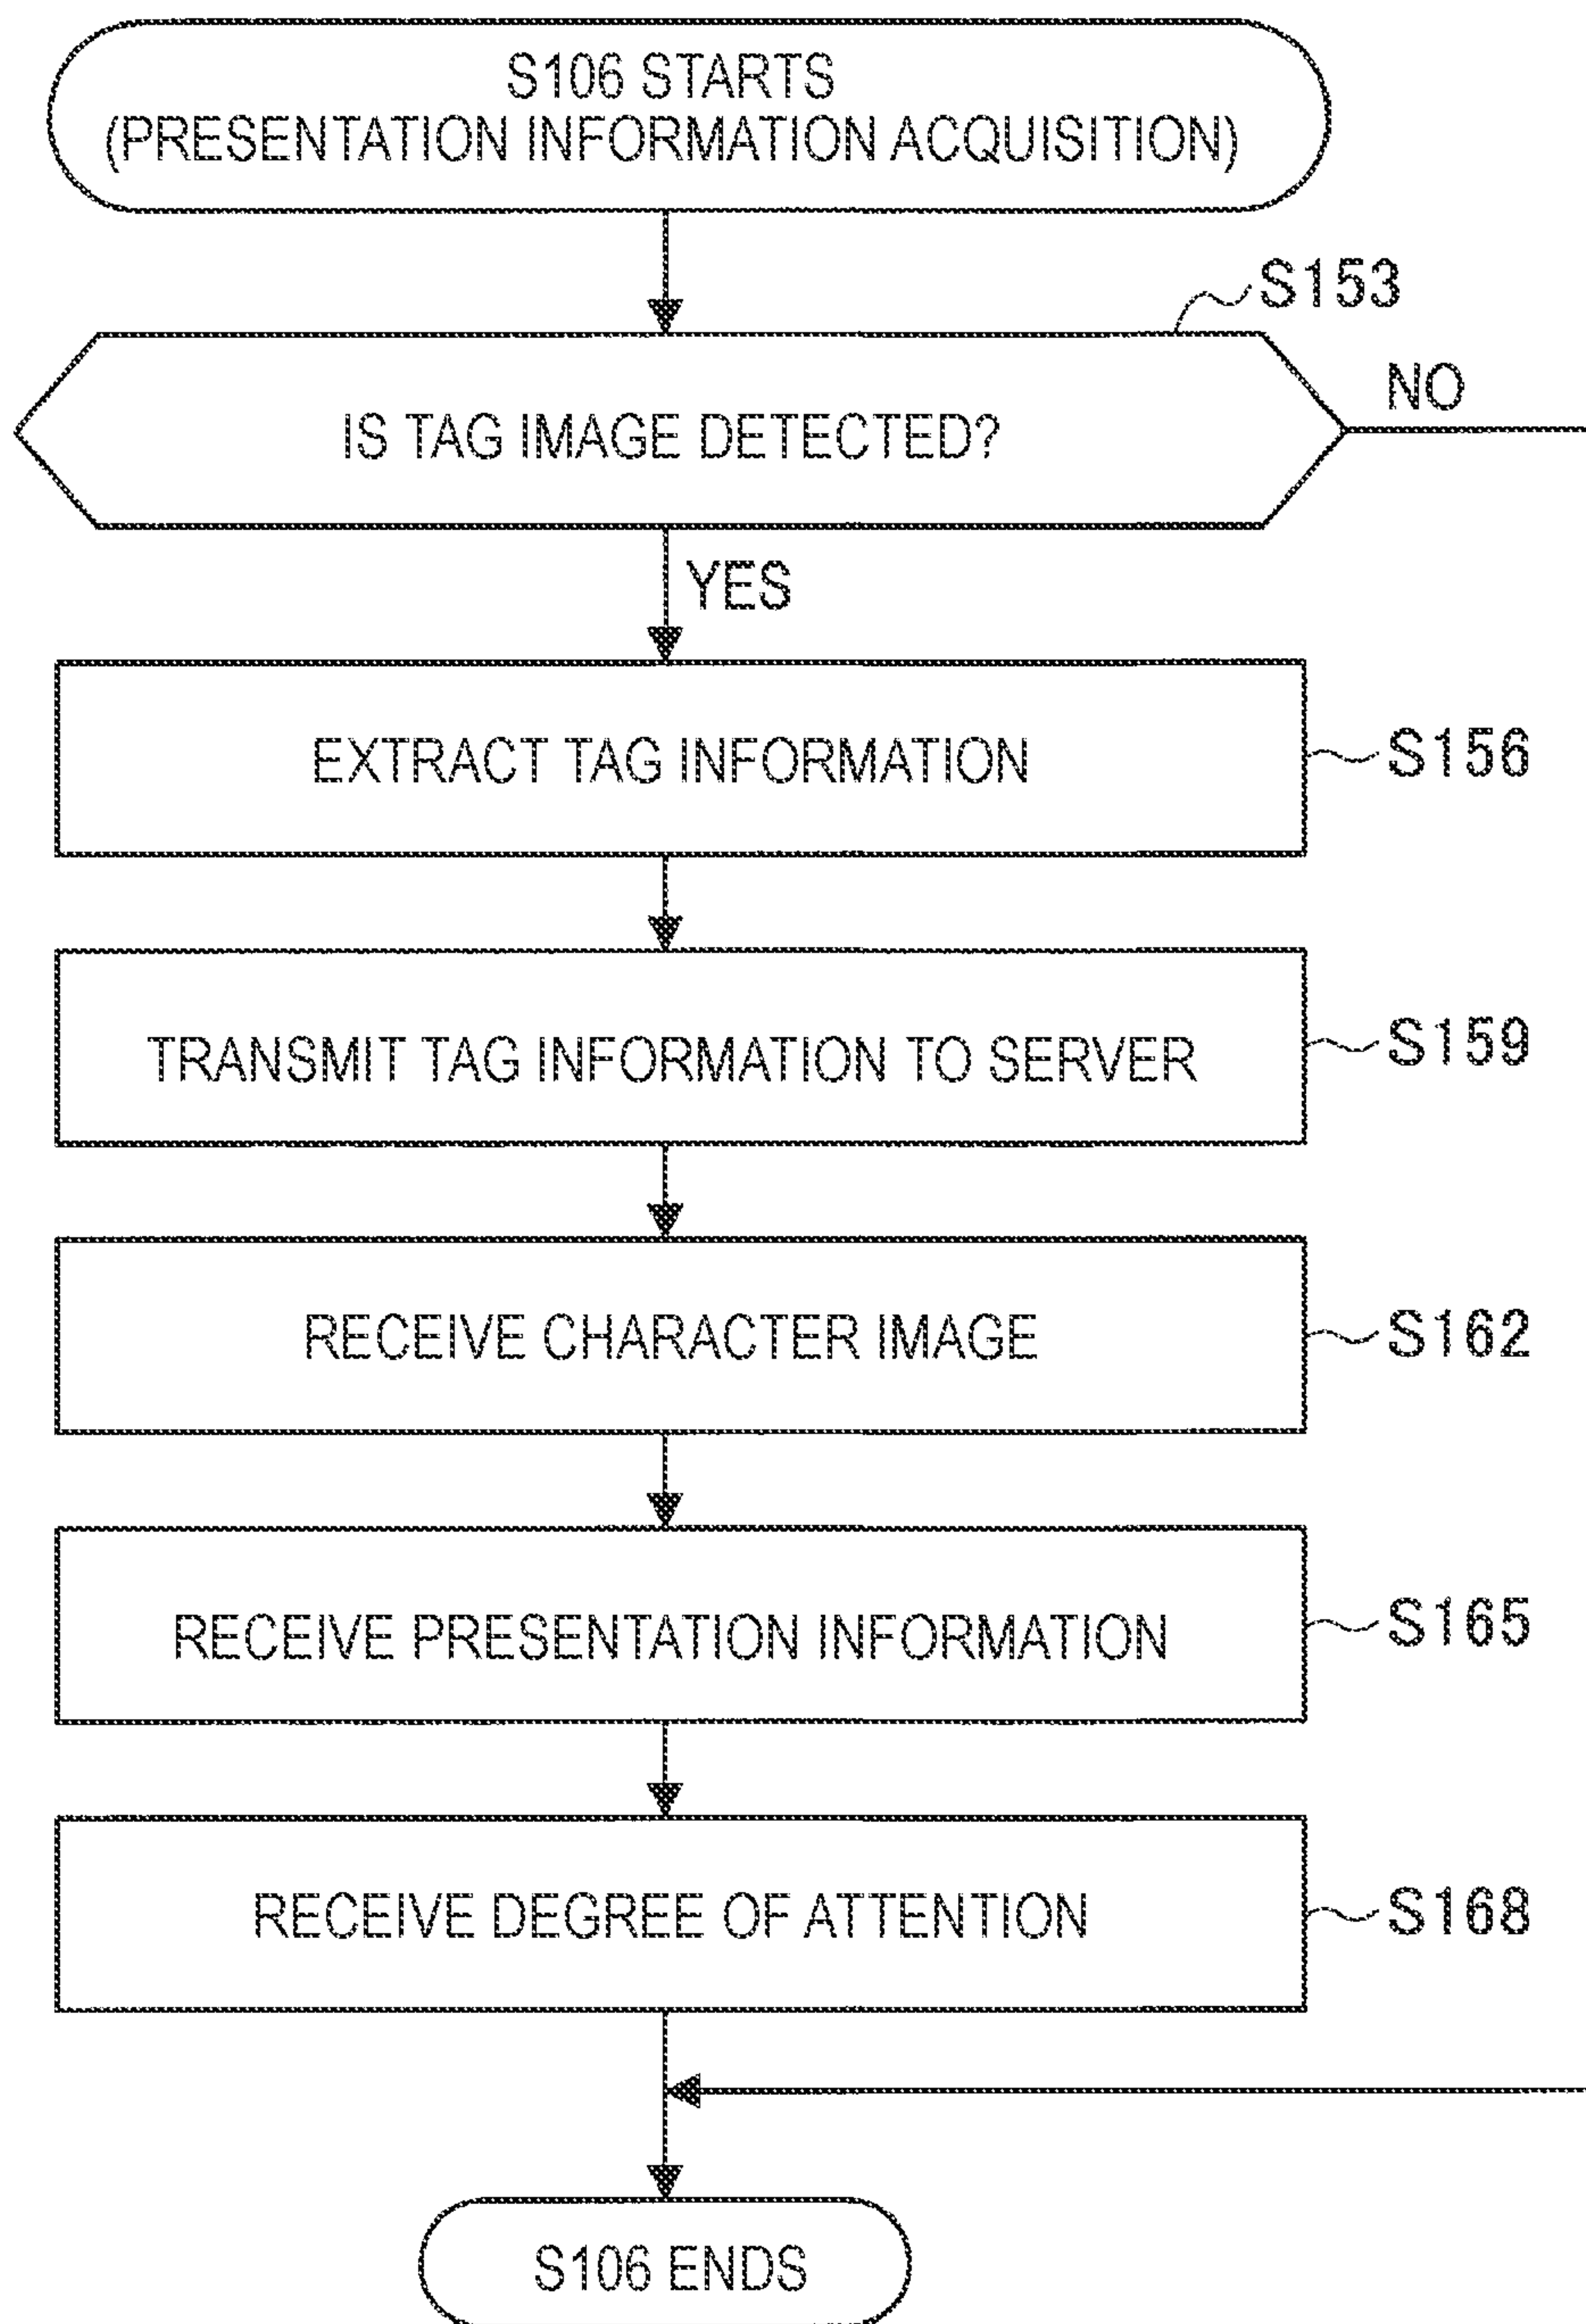 S106 STARTS
(PRESENTATION INFORMATION ACQUISITION)
S153
IS TAG IMAGE DETECTED?
NO
YES
EXTRACT TAG INFORMATION
S156
TRANSMIT TAG INFORMATION TO SERVER
S159
RECEIVE CHARACTER IMAGE
S162
RECEIVE PRESENTATION INFORMATION
S165
RECEIVE DEGREE OF ATTENTION
S168
S106 ENDS